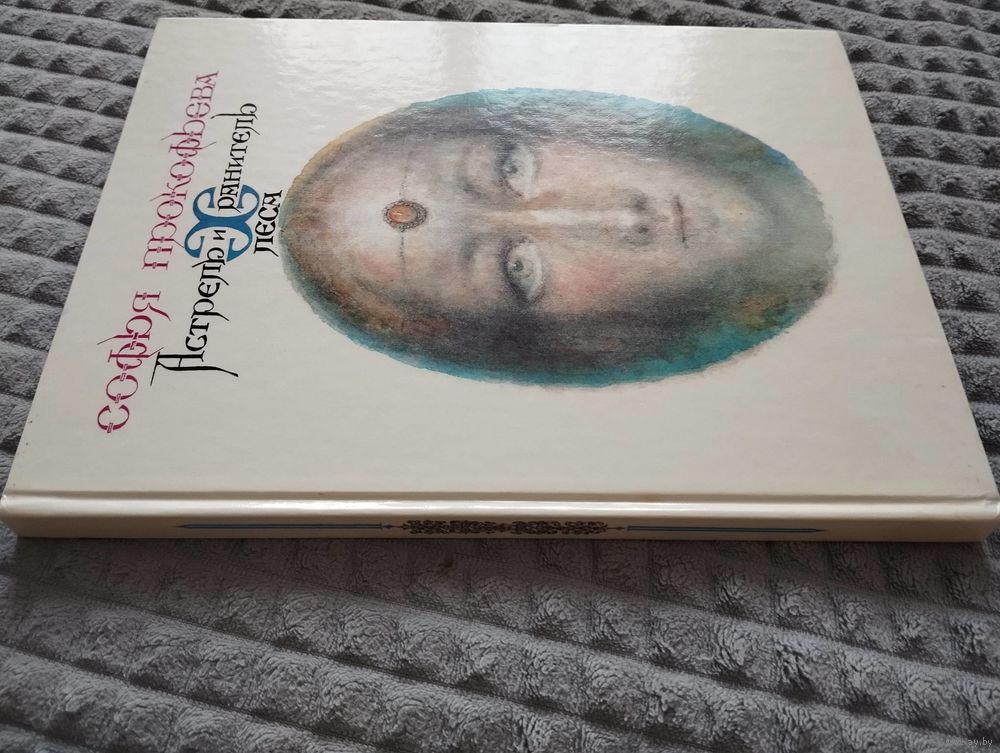 Софья Прокофьева
Астрель и Хранитель
леса